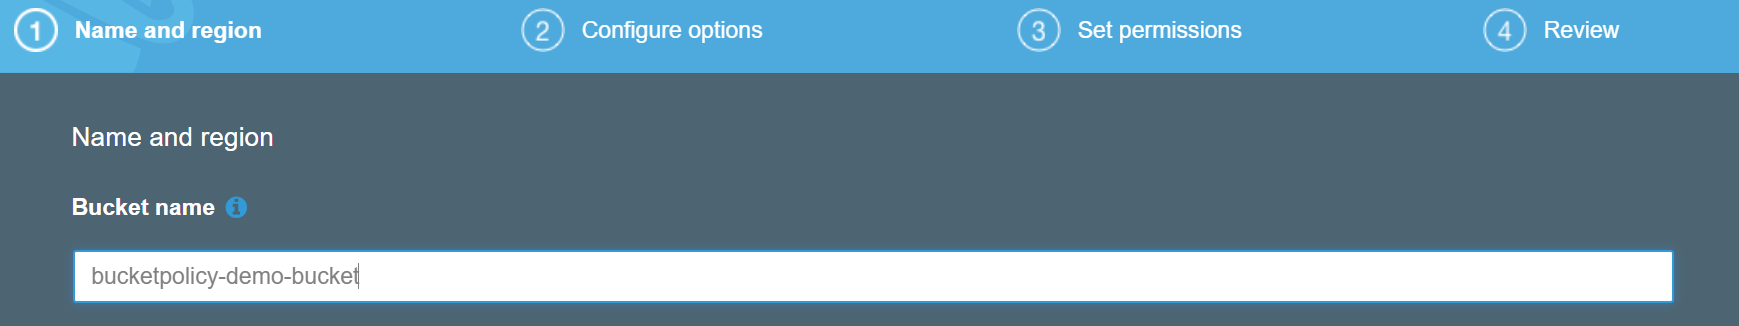 1 Name and region 2 Configure options 3 Set permissions 4 Review
Name and region
Bucket name i
bucketpolicy-demo-bucket